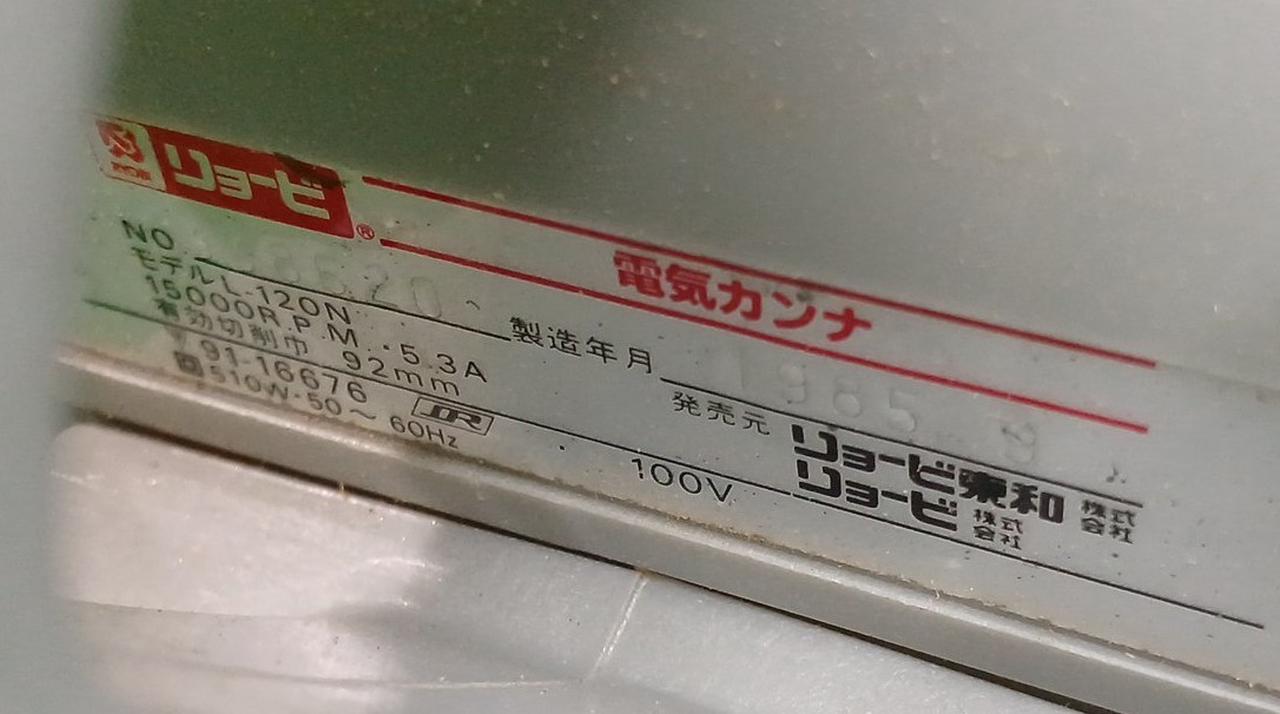 RYOBI リョービ®
電気カンナ
NO
モデル L-120N
15000R.P.M. 5.3A
有効切削巾 92mm
91-16676
510W·50～60Hz
100V
製造年月 1985 9
発売元 リョービ東和 株式会社
リョービ 株式会社